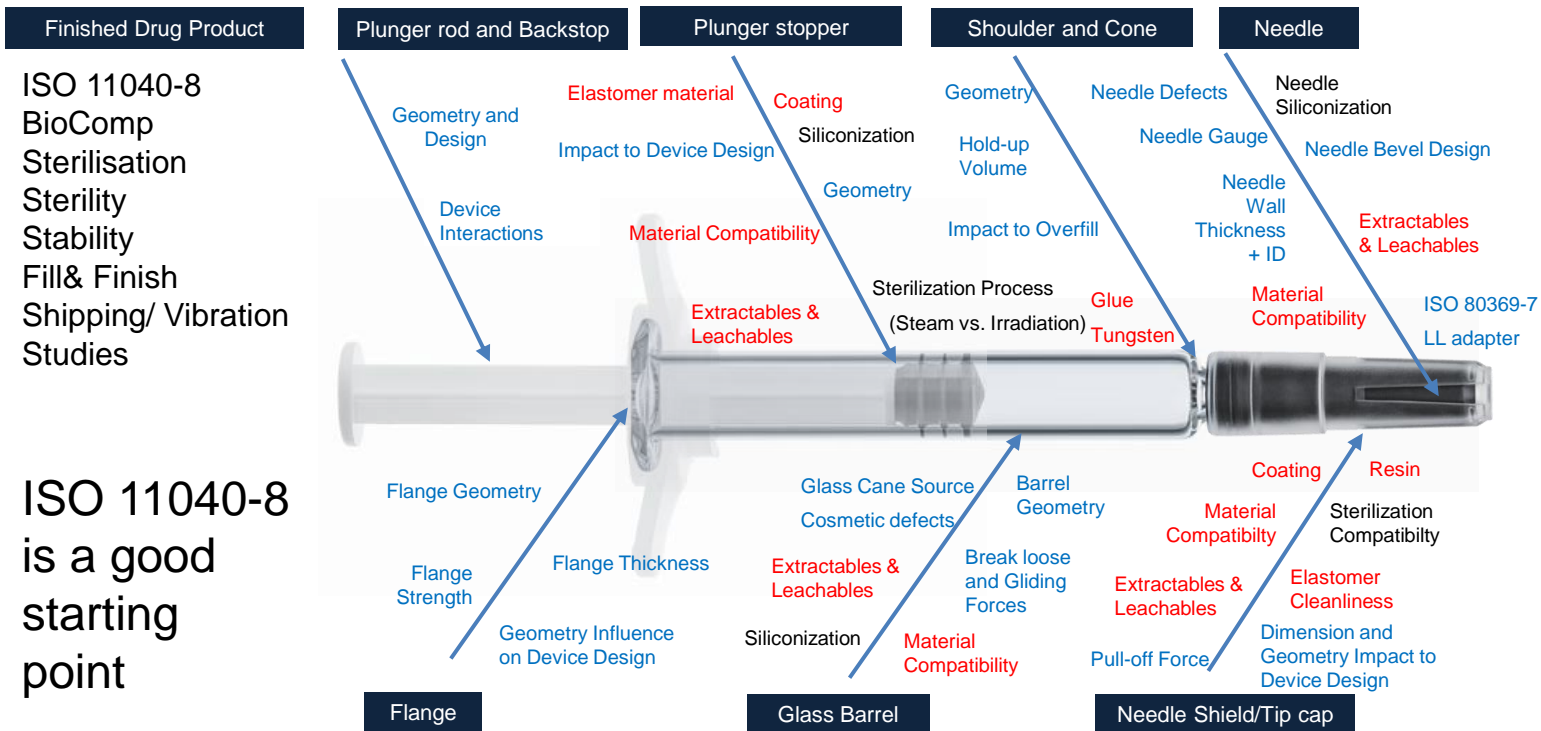 Finished Drug Product
ISO 11040-8
BioComp
Sterilisation
Sterility
Stability
Fill& Finish
Shipping/ Vibration
Studies
ISO 11040-8
is a good
starting
point
Plunger rod and Backstop
Geometry and
Design
Device
Interactions
Plunger stopper
Elastomer material
Coating
Siliconization
Impact to Device Design
Geometry
Material Compatibility
Sterilization Process
(Steam vs. Irradiation)
Extractables &
Leachables
Shoulder and Cone
Geometry
Hold-up
Volume
Impact to Overfill
Glue
Tungsten
Needle
Needle Defects
Needle
Siliconization
Needle Gauge
Needle Bevel Design
Needle
Wall
Thickness
+ ID
Extractables
& Leachables
Material
Compatibility
ISO 80369-7
LL adapter
Flange Geometry
Flange
Strength
Flange Thickness
Geometry Influence
on Device Design
Flange
Glass Cane Source
Cosmetic defects
Barrel
Geometry
Extractables &
Leachables
Break loose
and Gliding
Forces
Siliconization
Material
Compatibility
Glass Barrel
Coating
Resin
Material
Compatibilty
Sterilization
Compatibilty
Extractables &
Leachables
Elastomer
Cleanliness
Pull-off Force
Dimension and
Geometry Impact to
Device Design
Needle Shield/Tip cap